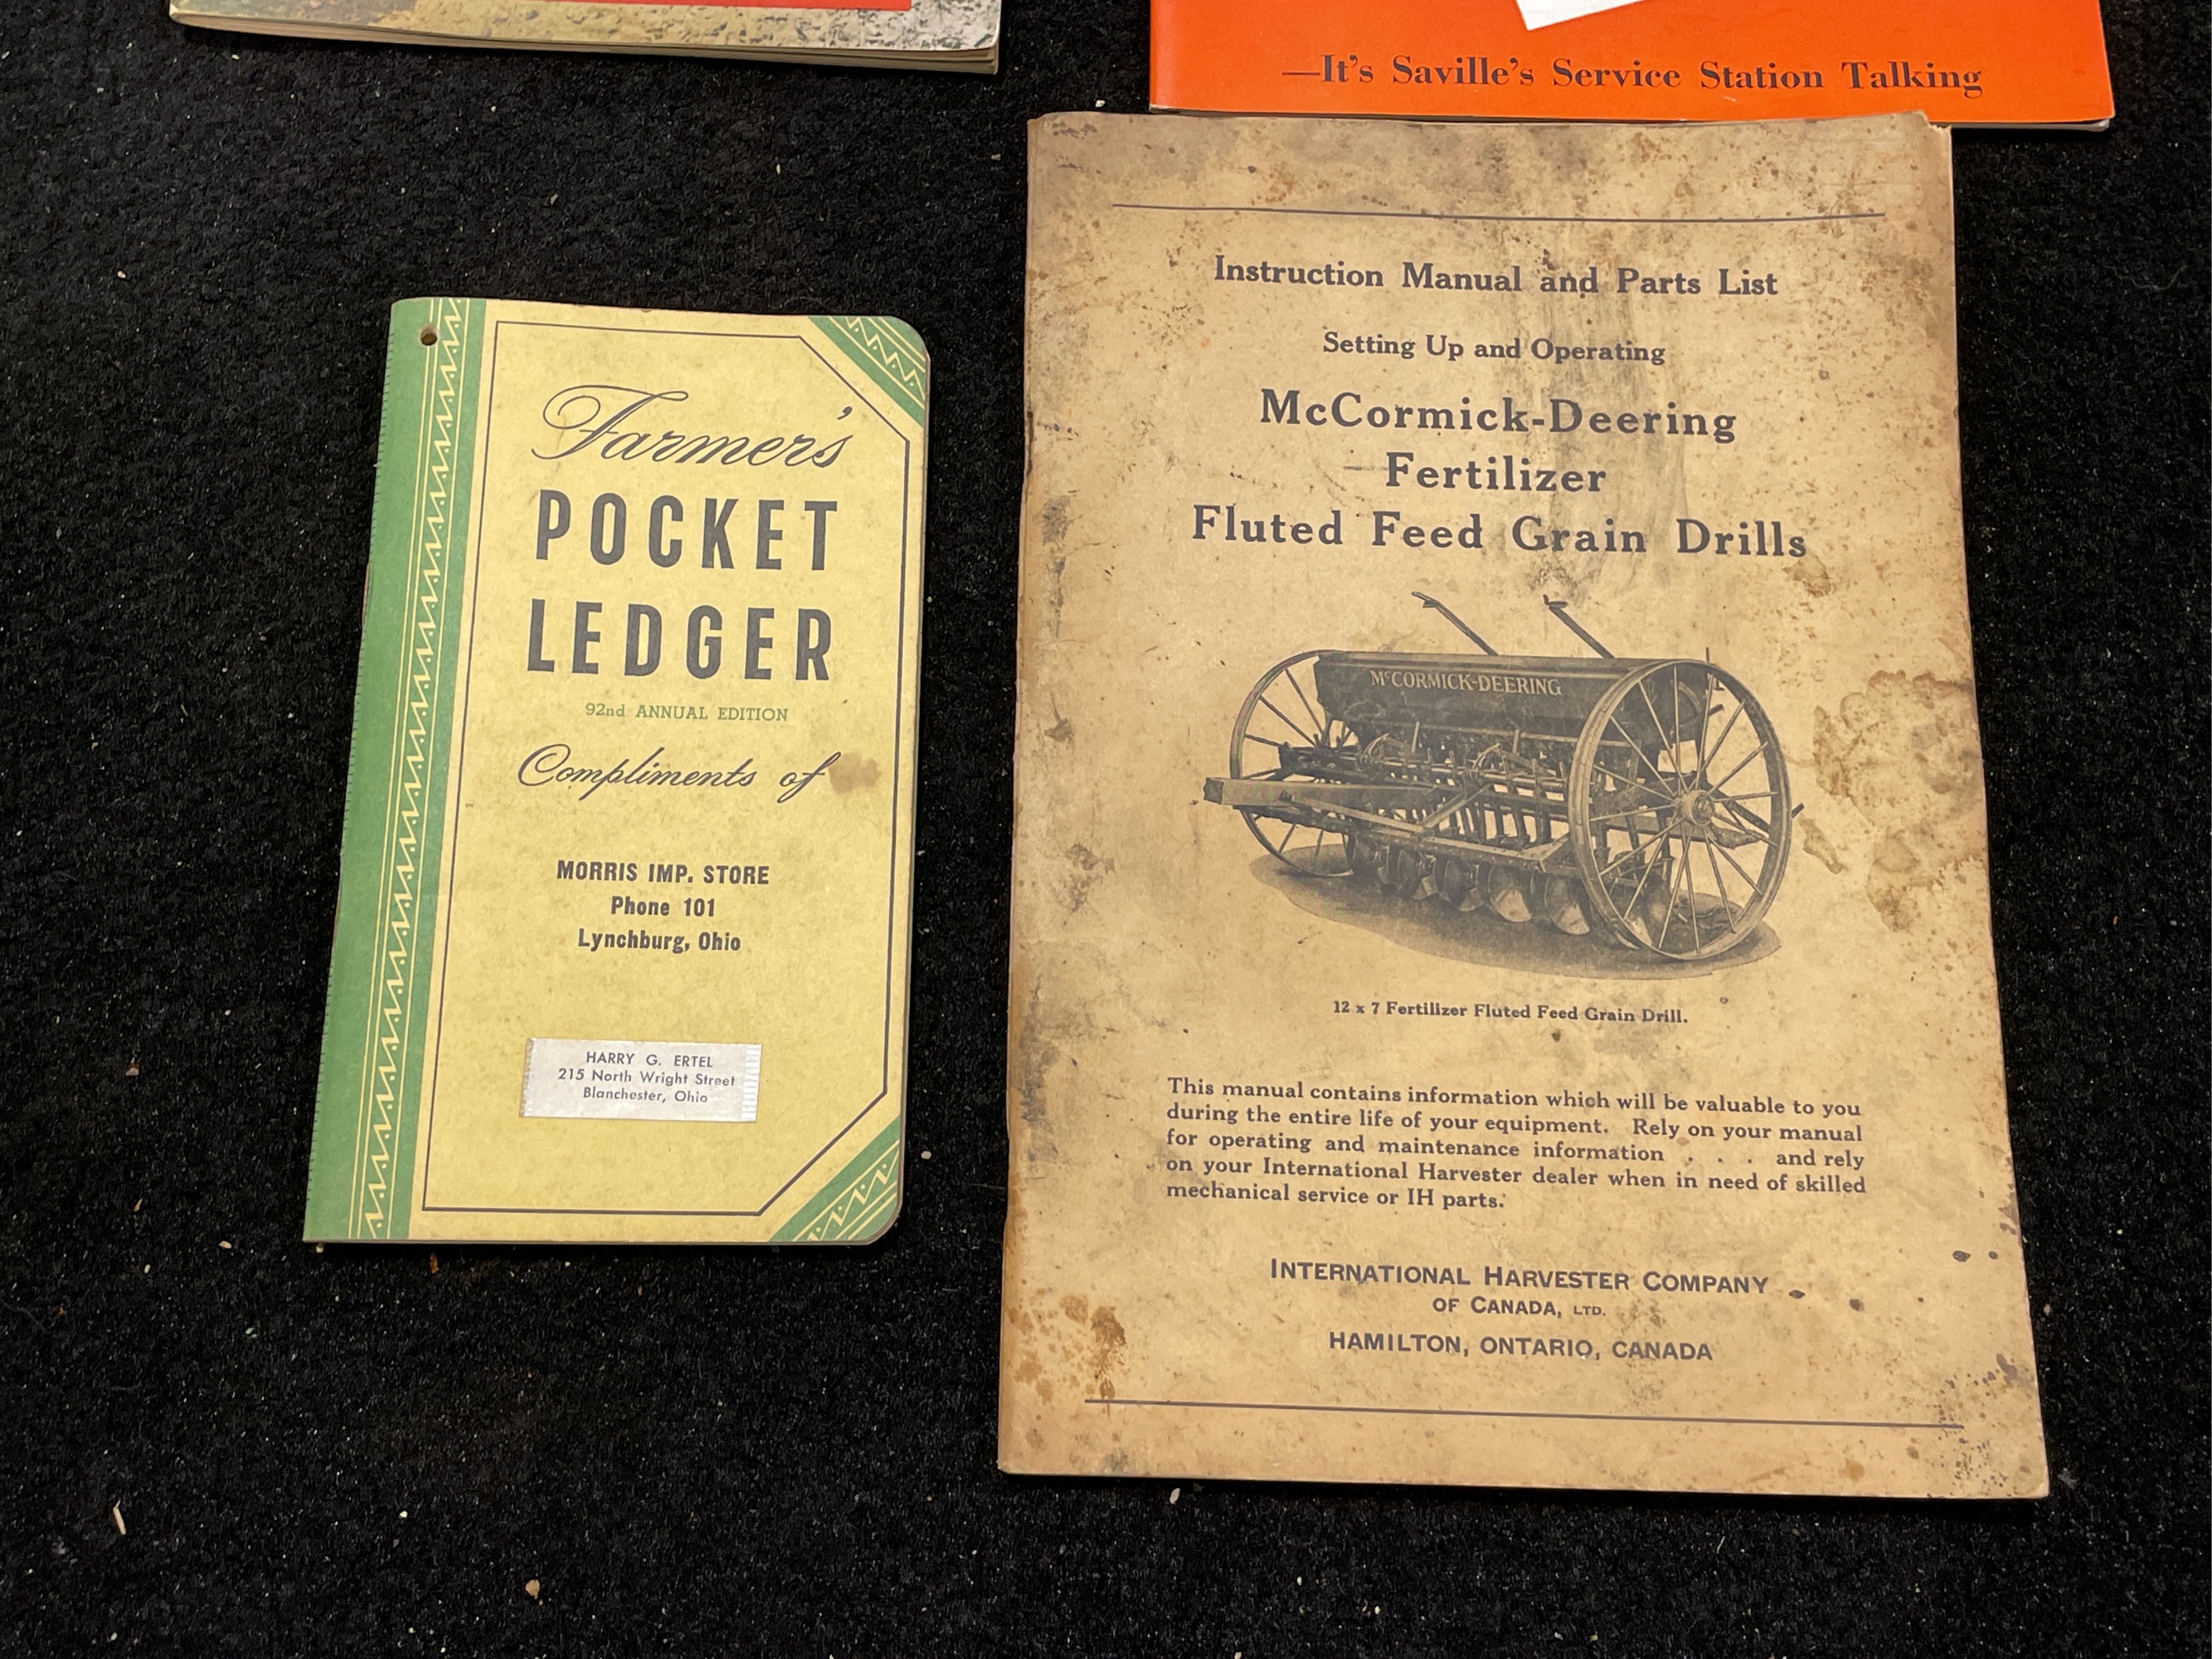 —It's Saville's Service Station Talking
Farmer's
POCKET
LEDGER
92nd ANNUAL EDITION
Compliments of
MORRIS IMP. STORE
Phone 101
Lynchburg, Ohio
HARRY G. ERTEL
215 North Wright Street
Blanchester, Ohio
Instruction Manual and Parts List
Setting Up and Operating
McCormick-Deering
Fertilizer
Fluted Feed Grain Drills
McCORMICK-DEERING
12 x 7 Fertilizer Fluted Feed Grain Drill.
This manual contains information which will be valuable to you
during the entire life of your equipment. Rely on your manual
for operating and maintenance information . . . and rely
on your International Harvester dealer when in need of skilled
mechanical service or IH parts.
INTERNATIONAL HARVESTER COMPANY
OF CANADA, LTD.
HAMILTON, ONTARIO, CANADA